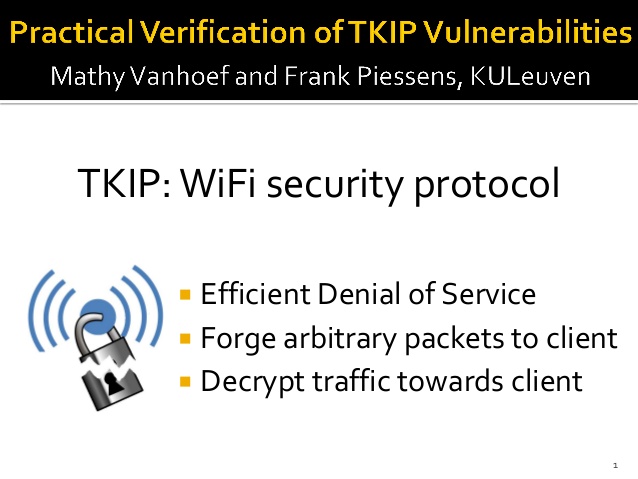 Practical Verification of TKIP Vulnerabilities
Mathy Vanhoef and Frank Piessens, KULeuven
TKIP: WiFi security protocol
Efficient Denial of Service
Forge arbitrary packets to client
Decrypt traffic towards client
1